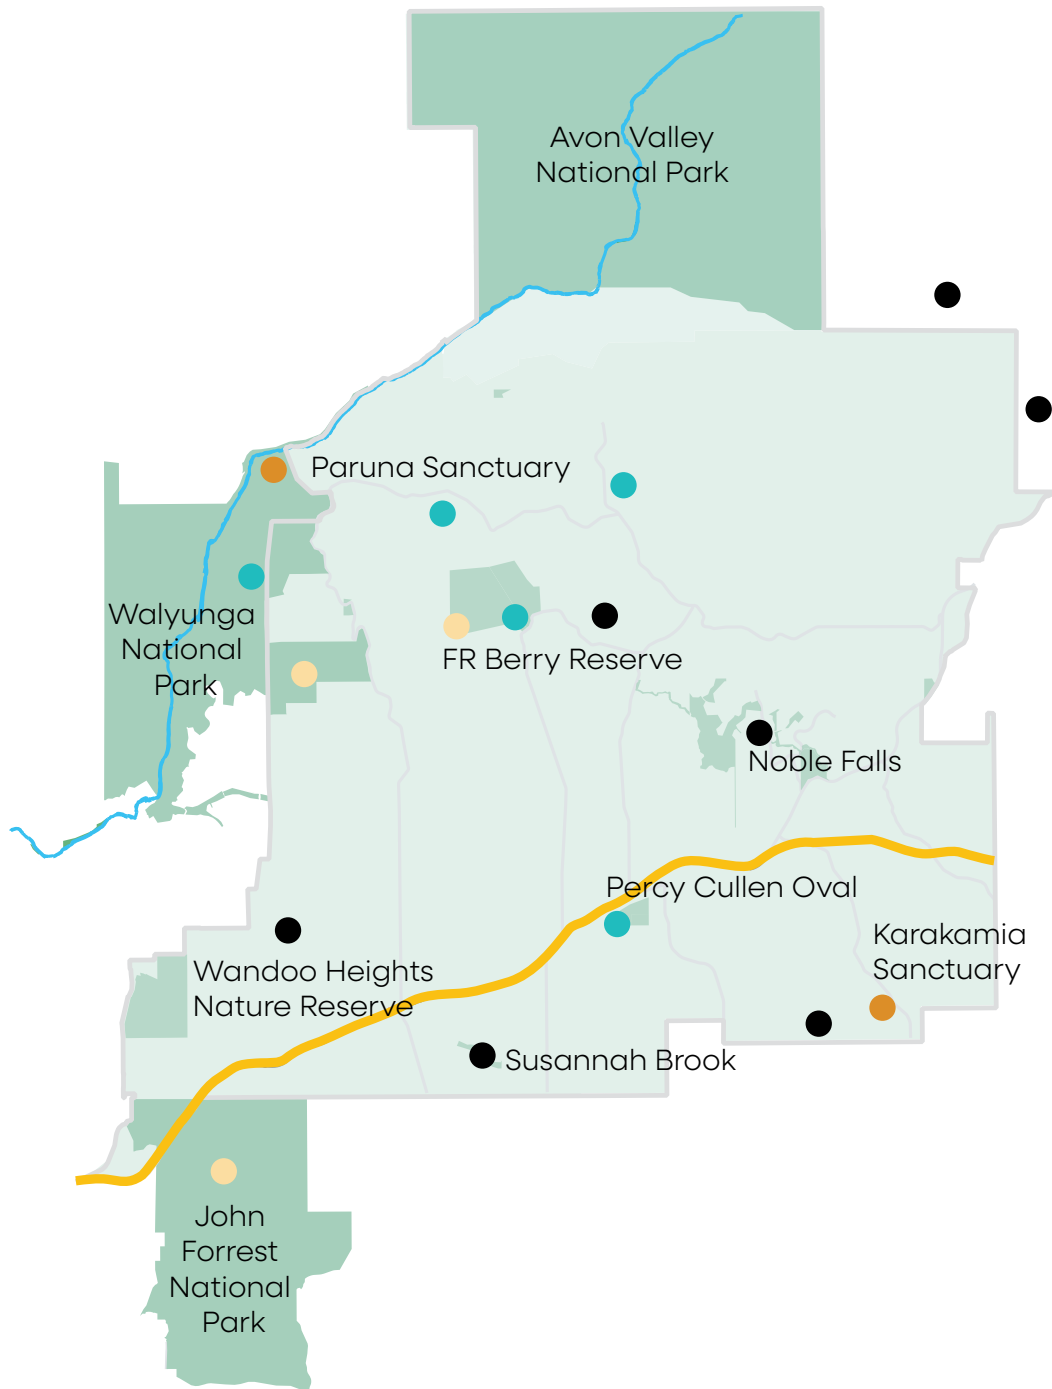 Avon Valley
National Park
Paruna Sanctuary
Walyunga
National
Park
FR Berry Reserve
Noble Falls
Percy Cullen Oval
Karakamia
Sanctuary
Wandoo Heights
Nature Reserve
Susannah Brook
John
Forrest
National
Park